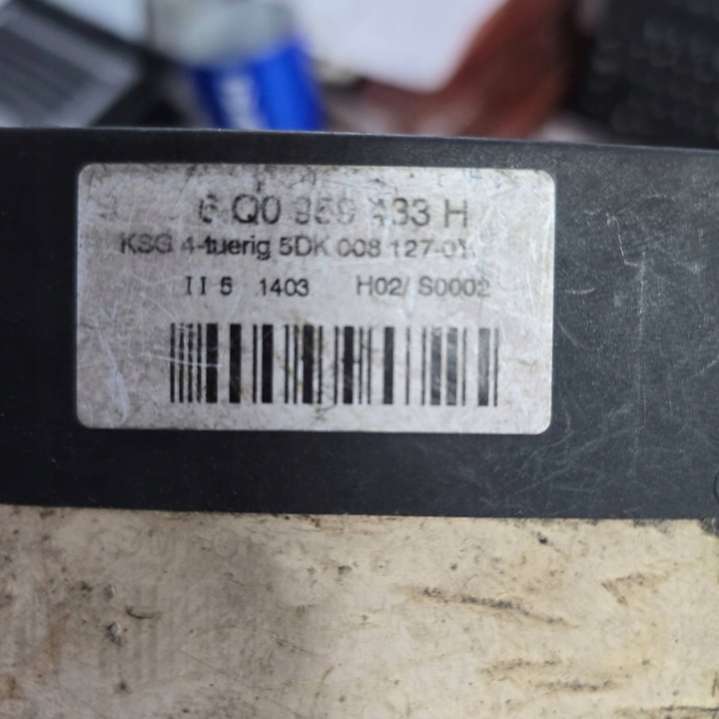 6 Q0 959 433 H
KSG 4-tuerig 5DK 008 127-01
II 5 1403 H02/ S0002